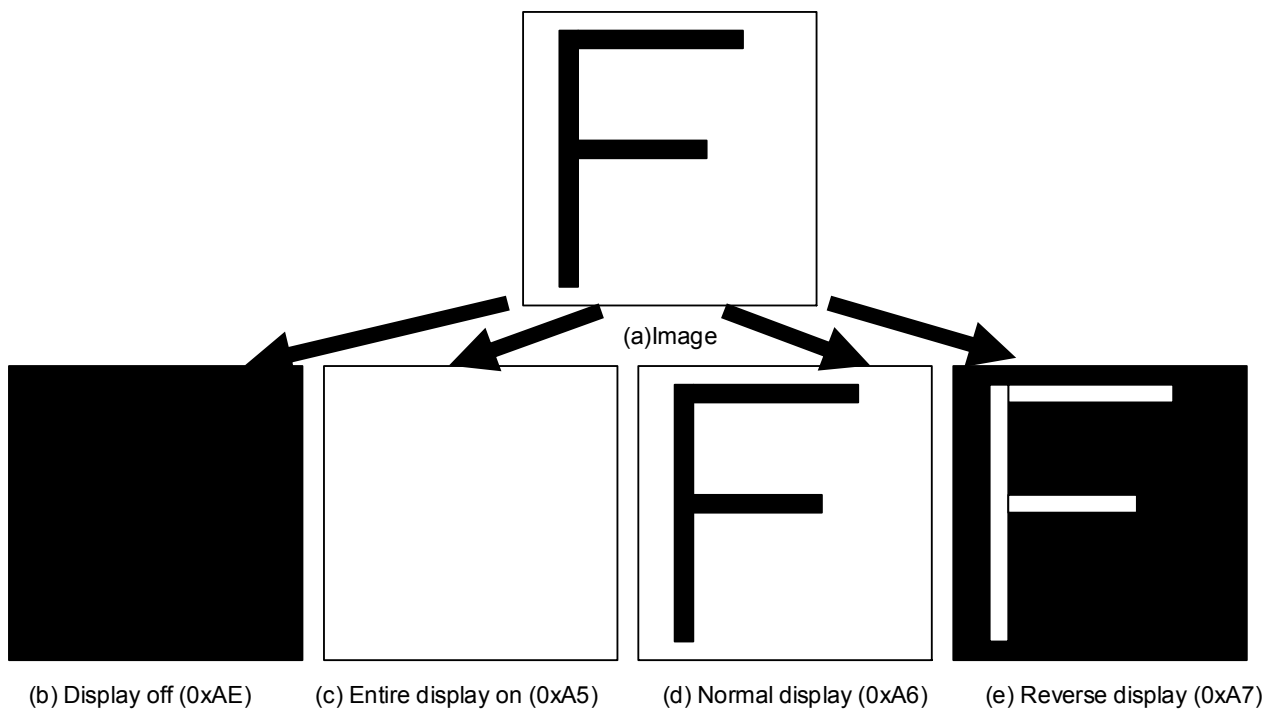 F
(a)Image
F
F
(b) Display off (0xAE)
(c) Entire display on (0xA5)
(d) Normal display (0xA6)
(e) Reverse display (0xA7)